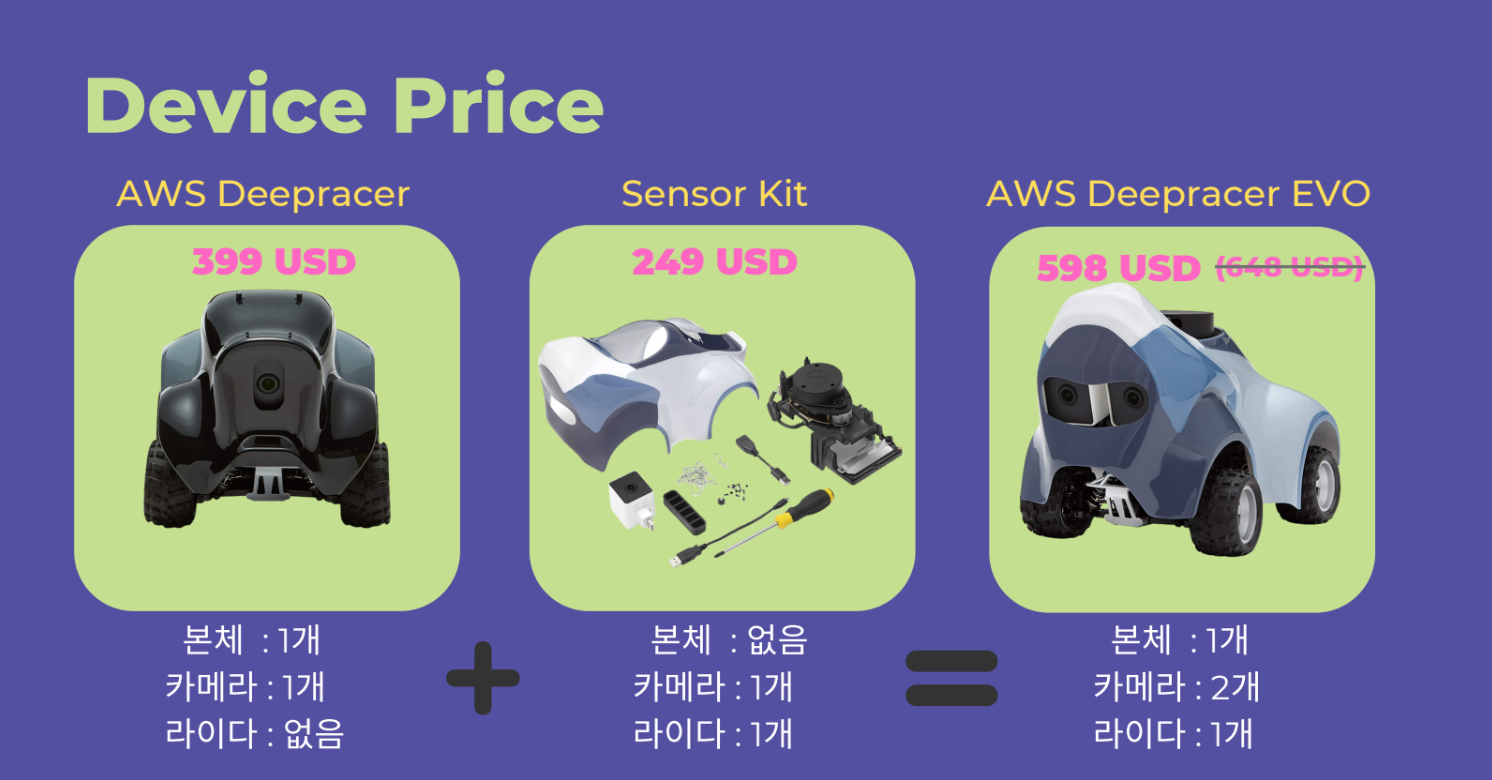 Device Price
AWS Deepracer
399 USD
본체 : 1개
카메라 : 1개
라이다 : 없음
+
Sensor Kit
249 USD
본체 : 없음
카메라 : 1개
라이다 : 1개
=
AWS Deepracer EVO
598 USD (648 USD)
본체 : 1개
카메라 : 2개
라이다 : 1개